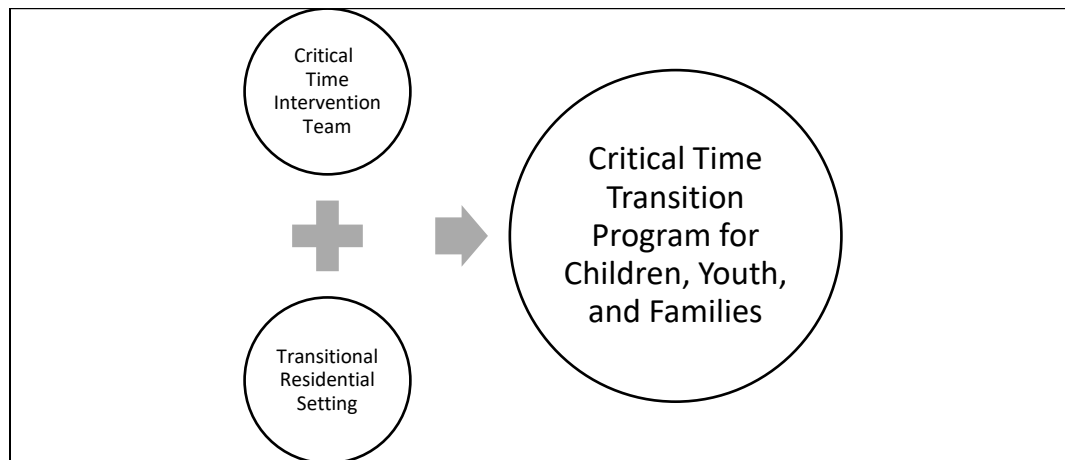 Critical
Time
Intervention
Team
Transitional
Residential
Setting
Critical Time
Transition
Program for
Children, Youth,
and Families